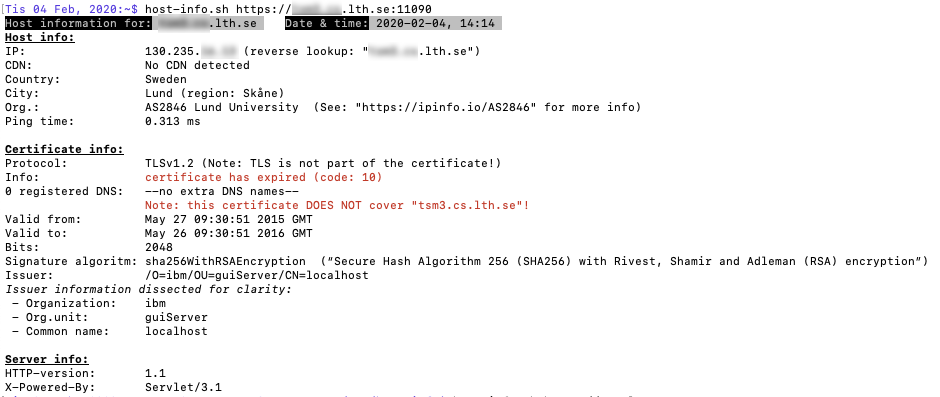 [Tis 04 Feb, 2020:~$ host-info.sh https:// .lth.se:11090
Host information for: .lth.se Date & time: 2020-02-04, 14:14
Host info:
IP: 130.235. (reverse lookup: " .lth.se")
CDN: No CDN detected
Country: Sweden
City: Lund (region: Skåne)
Org.: AS2846 Lund University (See: "https://ipinfo.io/AS2846" for more info)
Ping time: 0.313 ms
Certificate info:
Protocol: TLSv1.2 (Note: TLS is not part of the certificate!)
Info: certificate has expired (code: 10)
0 registered DNS: --no extra DNS names--
Note: this certificate DOES NOT cover "tsm3.cs.lth.se"!
Valid from: May 27 09:30:51 2015 GMT
Valid to: May 26 09:30:51 2016 GMT
Bits: 2048
Signature algoritm: sha256WithRSAEncryption (“Secure Hash Algorithm 256 (SHA256) with Rivest, Shamir and Adleman (RSA) encryption”)
Issuer: /O=ibm/OU=guiServer/CN=localhost
Issuer information dissected for clarity:
- Organization: ibm
- Org.unit: guiServer
- Common name: localhost
Server info:
HTTP-version: 1.1
X-Powered-By: Servlet/3.1